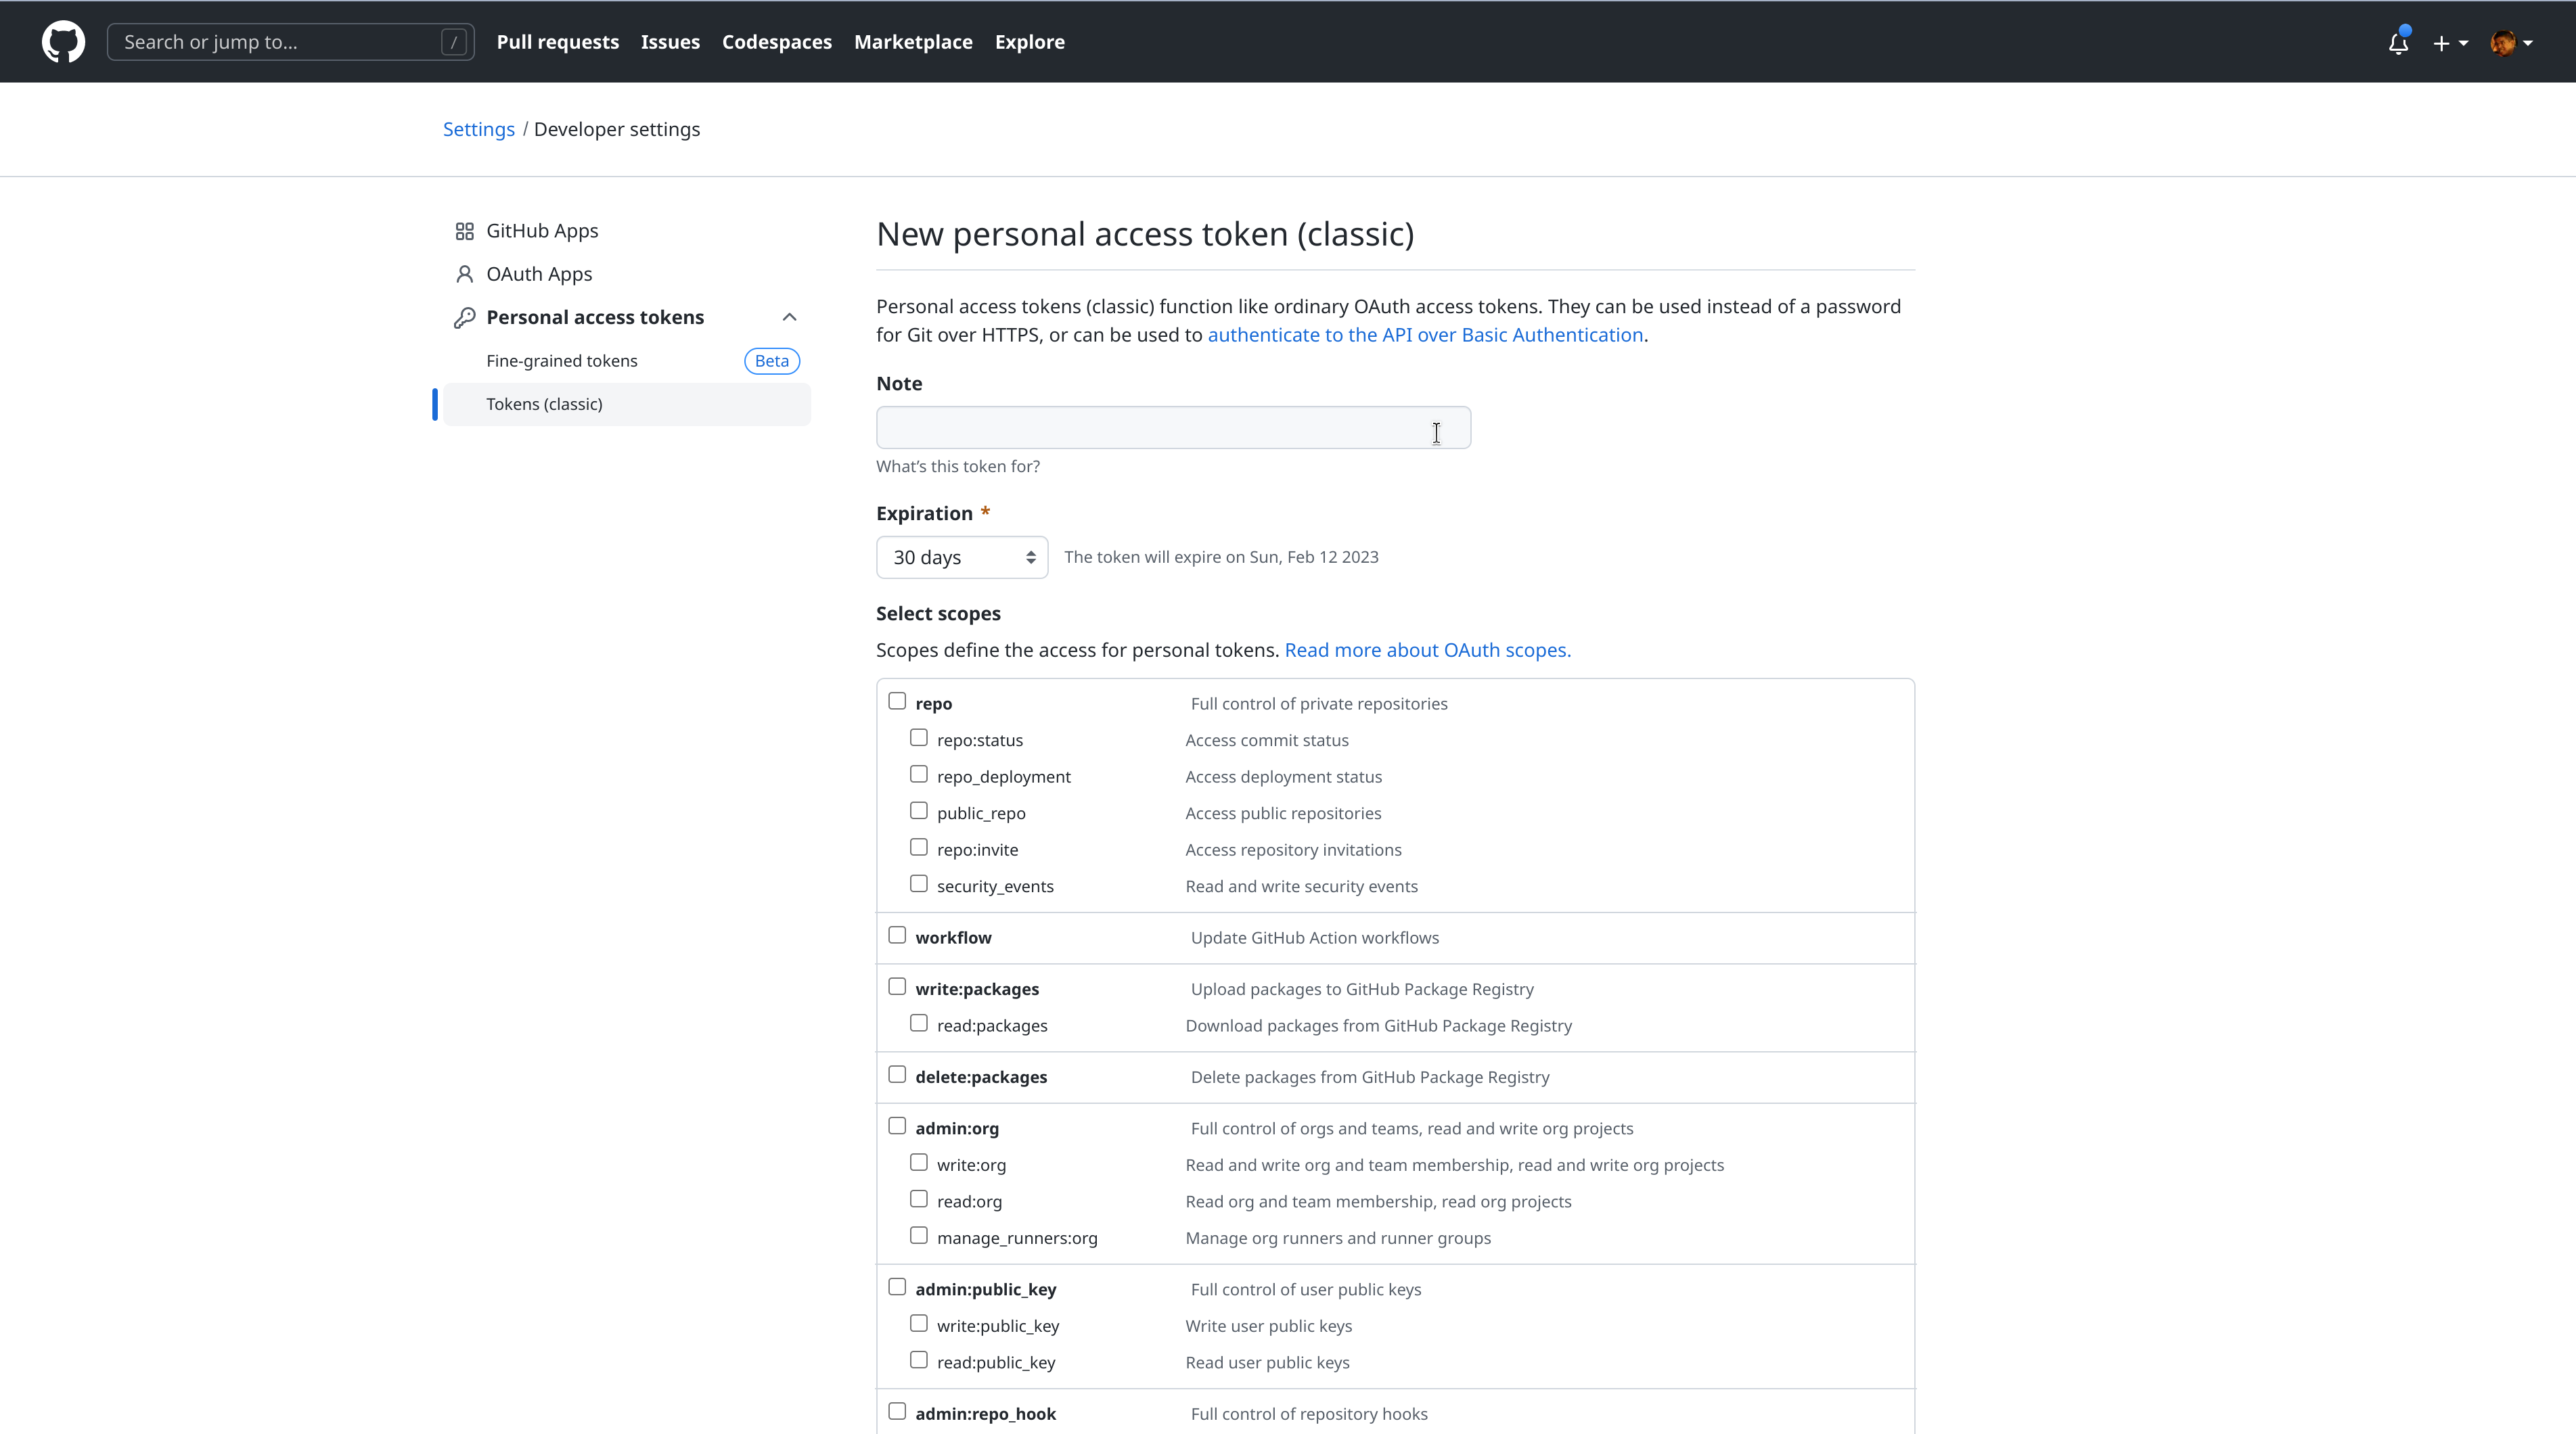 Search or jump to...
/
Pull requests
Issues
Codespaces
Marketplace
Explore
Settings / Developer settings
GitHub Apps
OAuth Apps
Personal access tokens
Fine-grained tokens
Beta
Tokens (classic)
New personal access token (classic)
Personal access tokens (classic) function like ordinary OAuth access tokens. They can be used instead of a password
for Git over HTTPS, or can be used to authenticate to the API over Basic Authentication.
Note
What’s this token for?
Expiration *
30 days
The token will expire on Sun, Feb 12 2023
Select scopes
Scopes define the access for personal tokens. Read more about OAuth scopes.
repo Full control of private repositories
repo:status Access commit status
repo_deployment Access deployment status
public_repo Access public repositories
repo:invite Access repository invitations
security_events Read and write security events
workflow Update GitHub Action workflows
write:packages Upload packages to GitHub Package Registry
read:packages Download packages from GitHub Package Registry
delete:packages Delete packages from GitHub Package Registry
admin:org Full control of orgs and teams, read and write org projects
write:org Read and write org and team membership, read and write org projects
read:org Read org and team membership, read org projects
manage_runners:org Manage org runners and runner groups
admin:public_key Full control of user public keys
write:public_key Write user public keys
read:public_key Read user public keys
admin:repo_hook Full control of repository hooks